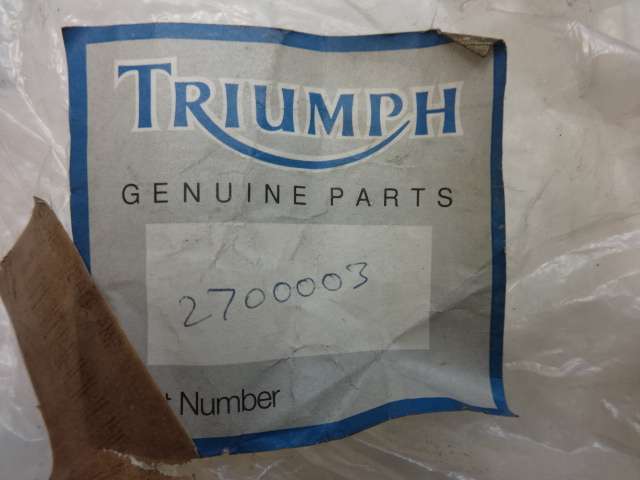 TRIUMPH
GENUINE PARTS
2700003
t Number